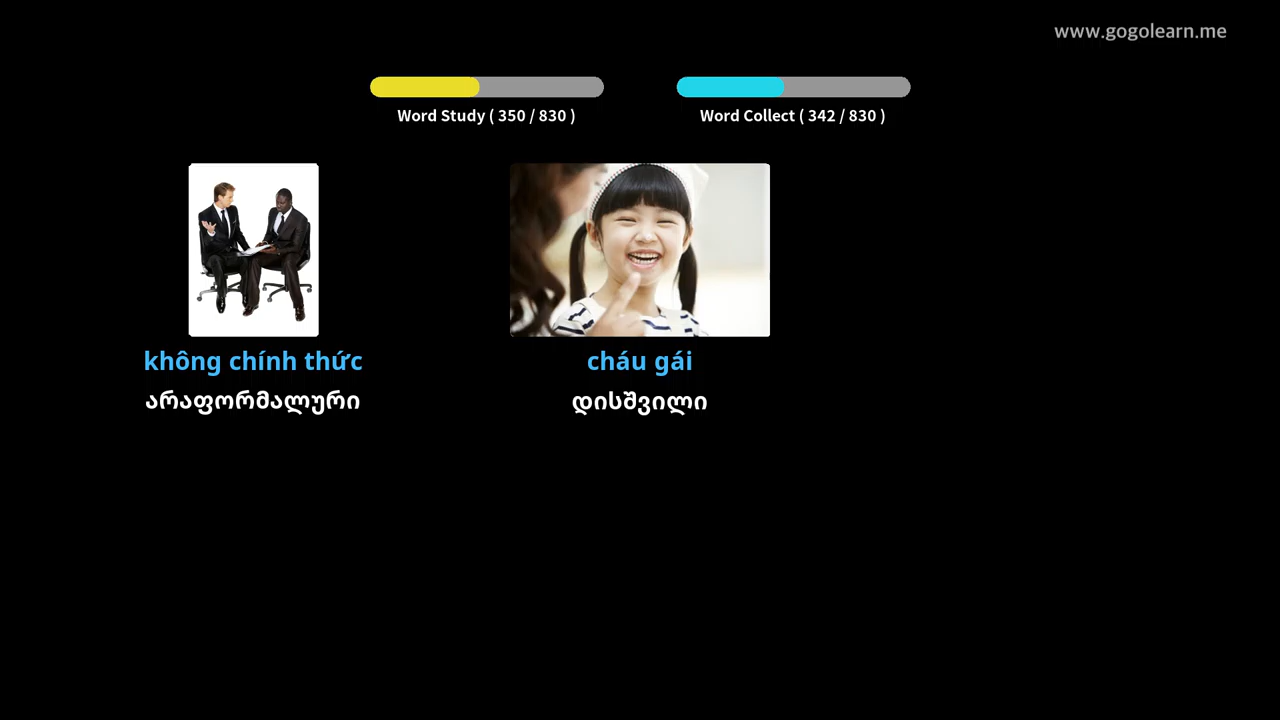 www.gogolearn.me
Word Study ( 350 / 830 )
Word Collect ( 342 / 830 )
không chính thức
არაფორმალური
cháu gái
დისშვილი